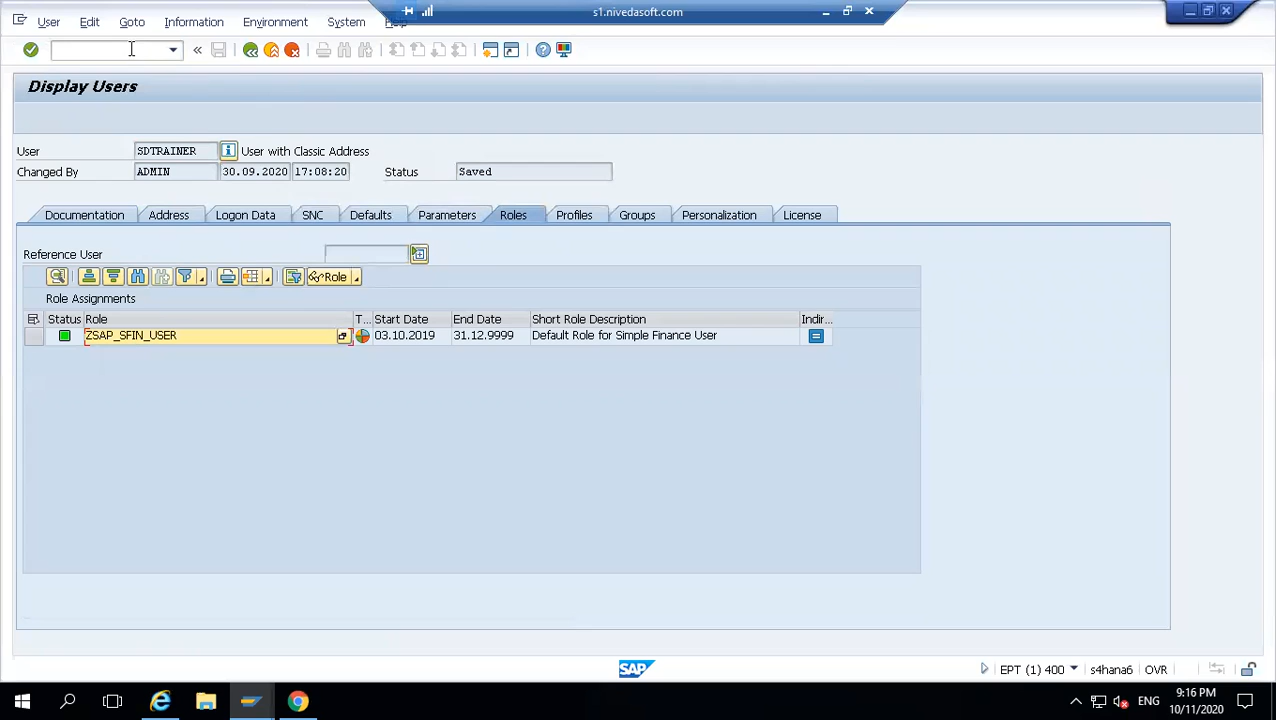 s1.nivedasoft.com
User Edit Goto Information Environment System Help
Display Users
User SDTRAINER User with Classic Address
Changed By ADMIN 30.09.2020 17:08:20 Status Saved
Documentation Address Logon Data SNC Defaults Parameters Roles Profiles Groups Personalization License
Reference User
Role
Role Assignments
Status Role T... Start Date End Date Short Role Description Indir...
ZSAP_SFIN_USER 03.10.2019 31.12.9999 Default Role for Simple Finance User
SAP EPT (1) 400 s4hana6 OVR
ENG 9:16 PM
10/11/2020